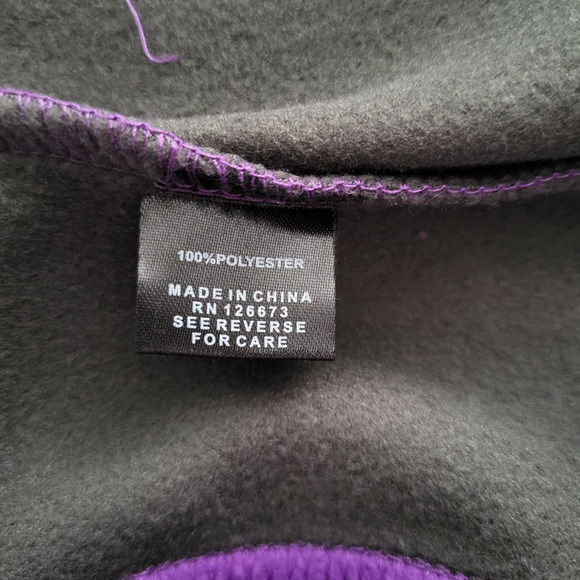 100%POLYESTER
MADE IN CHINA
RN 126673
SEE REVERSE
FOR CARE